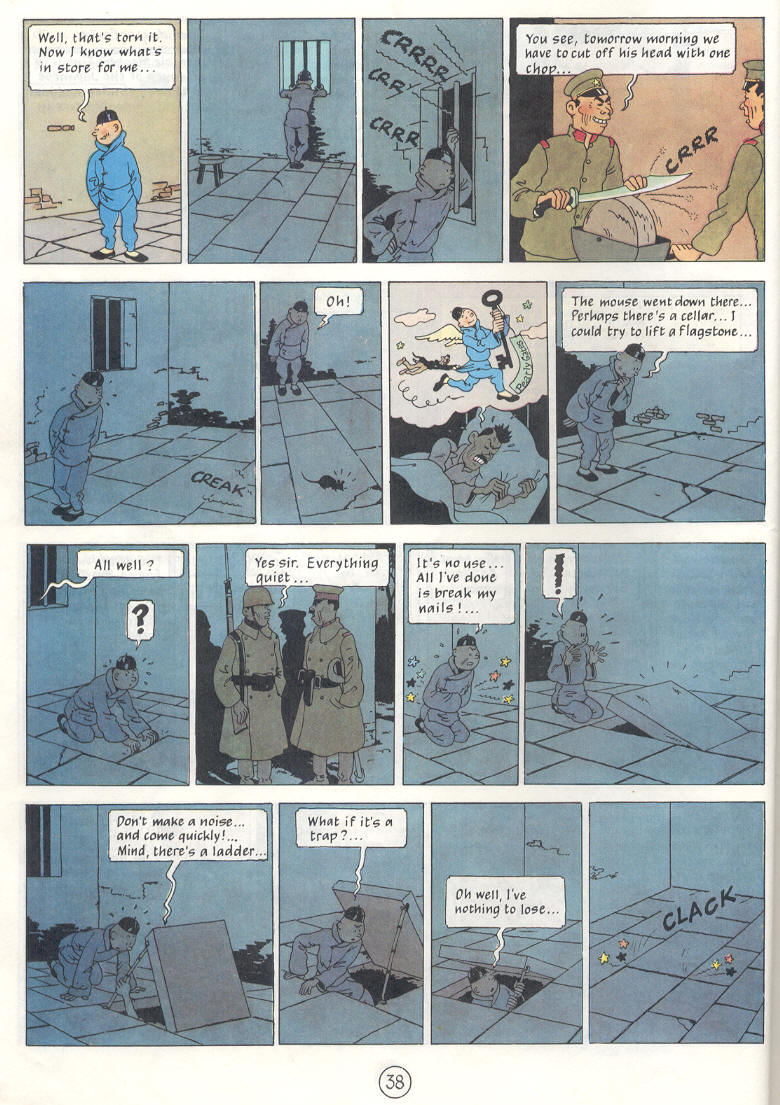 Well, that's torn it.
Now I know what's
in store for me...
CRRRR
CRR
CRRR
You see, tomorrow morning we
have to cut off his head with one
chop...
CRRR
CREAK
Oh!
Pearly Gates
The mouse went down there...
Perhaps there's a cellar... I
could try to lift a flagstone...
All well?
?
Yes sir. Everything
quiet...
It's no use...
All I've done
is break my
nails!...
!
Don't make a noise...
and come quickly!...
Mind, there's a ladder...
What if it's a
trap?...
Oh well, I've
nothing to lose...
CLACK
38